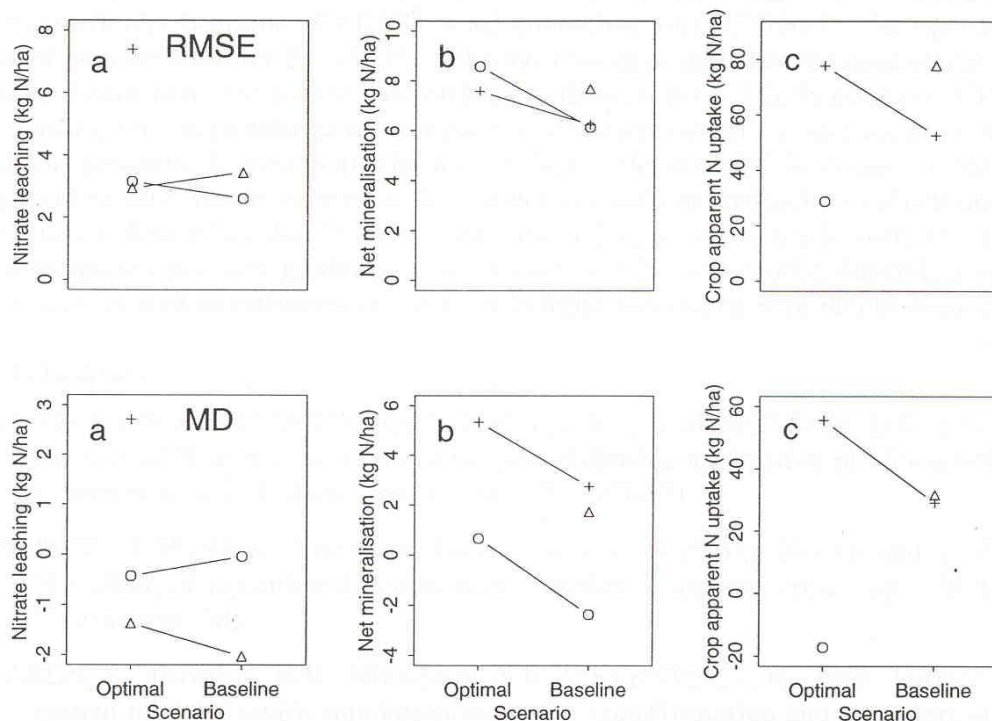 RMSE
a
Nitrate leaching (kg N/ha)
8
6
4
2
0
b
Net mineralisation (kg N/ha)
10
8
6
4
2
0
c
Crop apparent N uptake (kg N/ha)
80
60
40
20
0
MD
a
Nitrate leaching (kg N/ha)
3
2
1
0
-1
-2
Optimal Baseline
Scenario
b
Net mineralisation (kg N/ha)
6
4
2
0
-2
-4
Optimal Baseline
Scenario
c
Crop apparent N uptake (kg N/ha)
60
40
20
0
-20
Optimal Baseline
Scenario